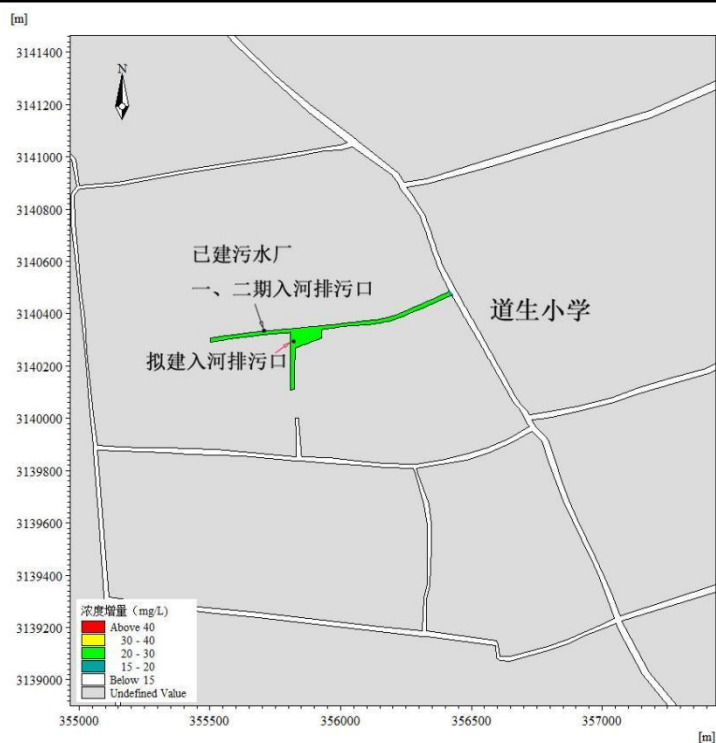 [m]
3141400
N
3141200
3141000
3140800
3140600
已建污水厂
一、二期入河排污口
3140400
道生小学
拟建入河排污口
3140200
3140000
3139800
3139600
3139400
浓度增量（mg/L)
Above 40
30 - 40
20 - 30
15 - 20
Below 15
Undefined Value
3139200
3139000
355000 355500 356000 356500 357000
[m]